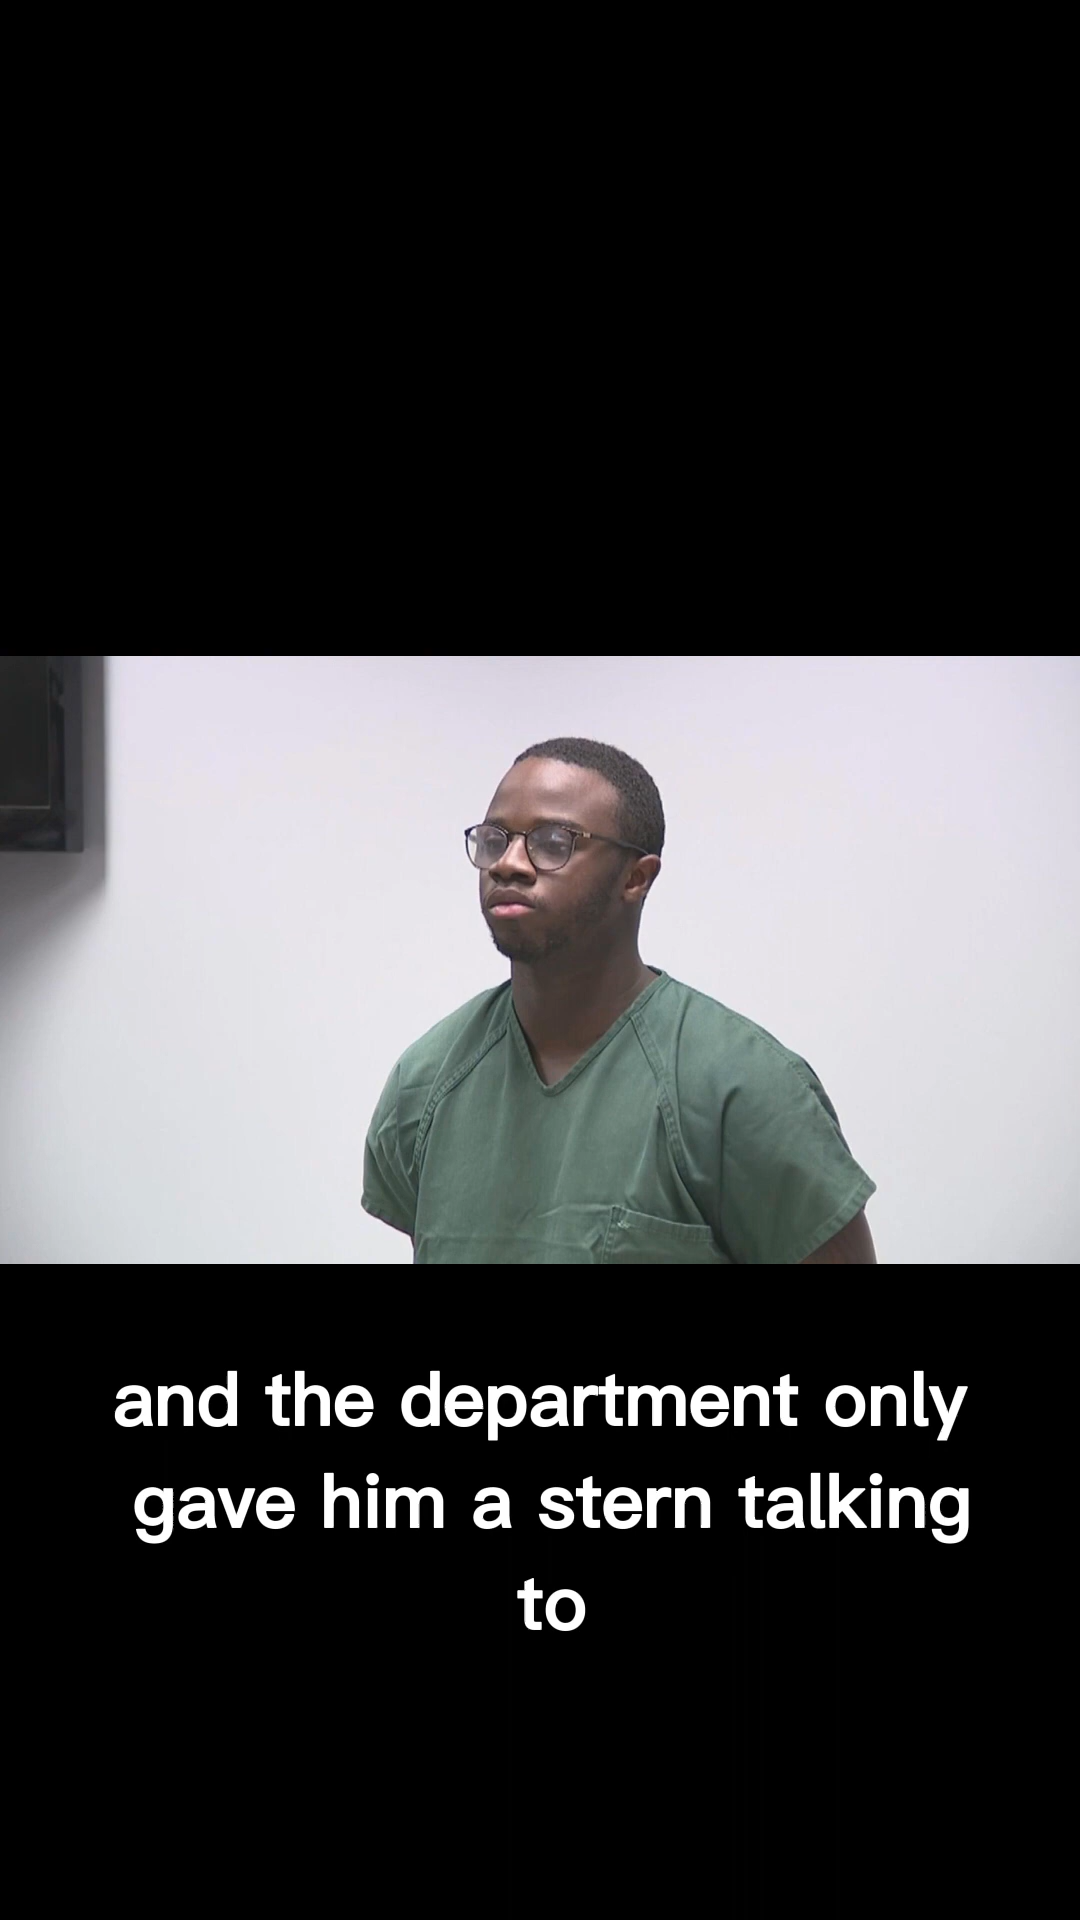 and the department only
gave him a stern talking
to